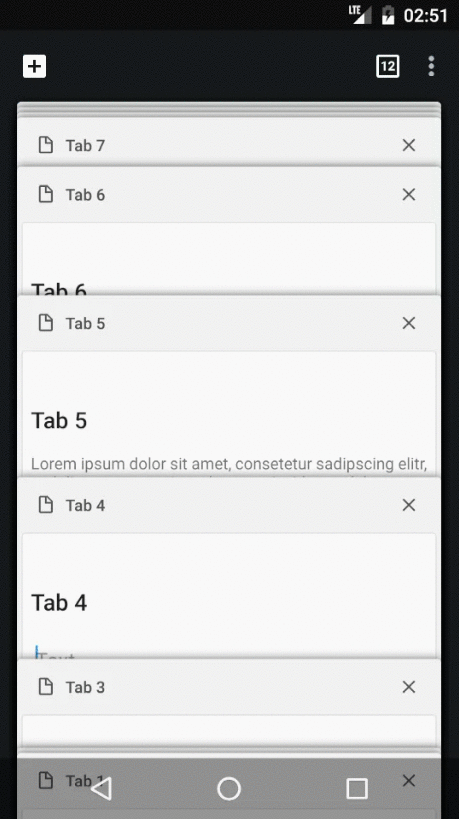 LTE 02:51
12
Tab 7
Tab 6
Tab 6
Tab 5
Tab 5
Lorem ipsum dolor sit amet, consetetur sadipscing elitr,
Tab 4
Tab 4
Text
Tab 3
Tab 1